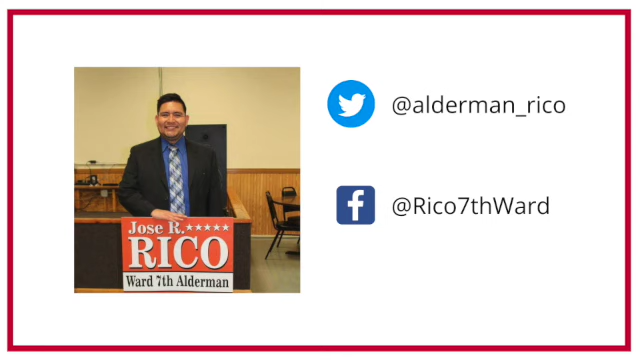 @alderman_rico
@Rico7thWard
Jose R.
RICO
Ward 7th Alderman